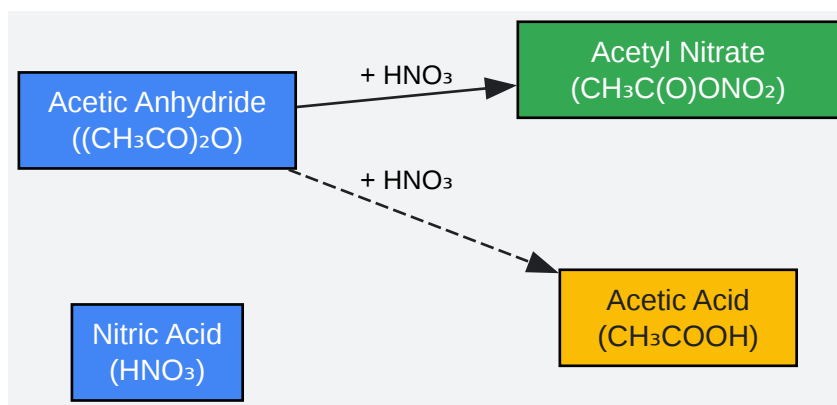 Acetic Anhydride
((CH₃CO)₂O)
+ HNO₃
Acetyl Nitrate
(CH₃C(O)ONO₂)
+ HNO₃
Acetic Acid
(CH₃COOH)
Nitric Acid
(HNO₃)